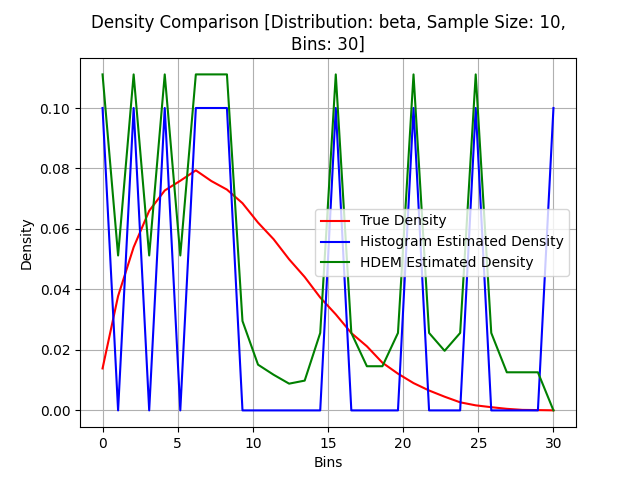 Density Comparison [Distribution: beta, Sample Size: 10,
Bins: 30]
Density
0.10
0.08
0.06
0.04
0.02
0.00
True Density
Histogram Estimated Density
HDEM Estimated Density
0 5 10 15 20 25 30
Bins